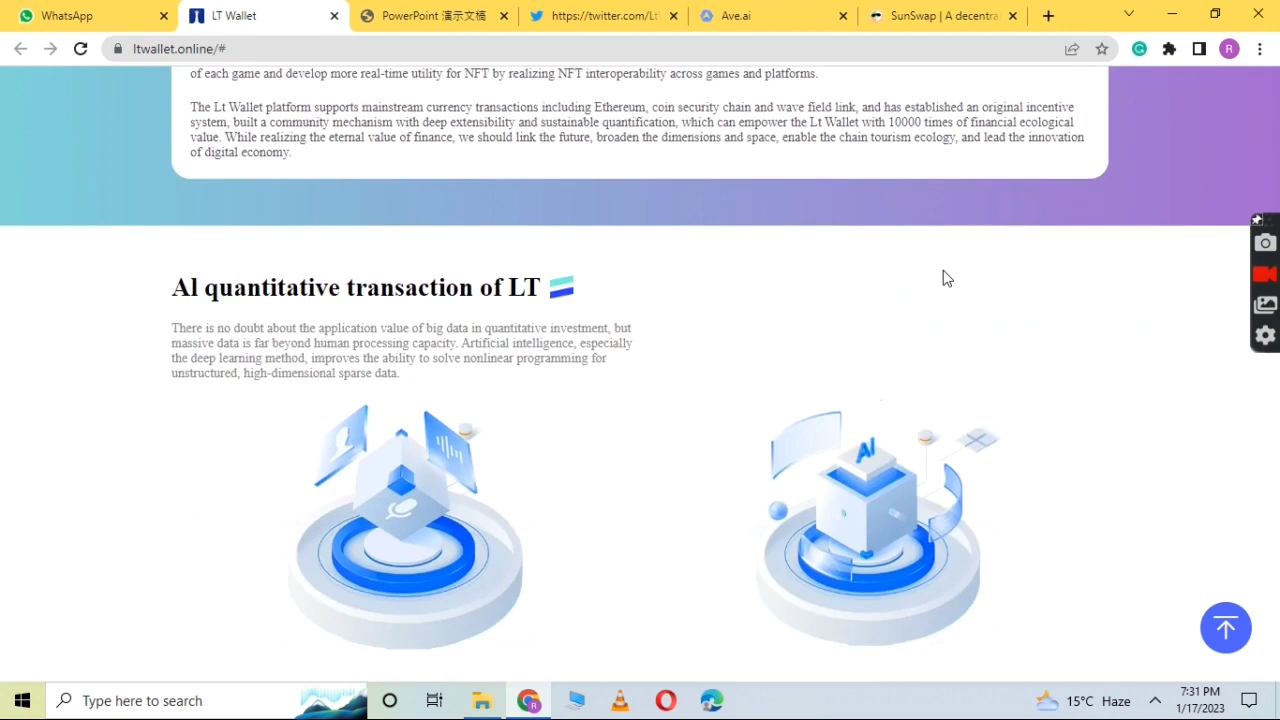 WhatsApp
LT Wallet
PowerPoint 演示文稿
https://twitter.com/Lt
Ave.ai
SunSwap | A decentra
ltwallet.online/#
R
of each game and develop more real-time utility for NFT by realizing NFT interoperability across games and platforms.
The Lt Wallet platform supports mainstream currency transactions including Ethereum, coin security chain and wave field link, and has established an original incentive
system, built a community mechanism with deep extensibility and sustainable quantification, which can empower the Lt Wallet with 10000 times of financial ecological
value. While realizing the eternal value of finance, we should link the future, broaden the dimensions and space, enable the chain tourism ecology, and lead the innovation
of digital economy.
Al quantitative transaction of LT
There is no doubt about the application value of big data in quantitative investment, but
massive data is far beyond human processing capacity. Artificial intelligence, especially
the deep learning method, improves the ability to solve nonlinear programming for
unstructured, high-dimensional sparse data.
AI
Type here to search
R
15°C Haze
7:31 PM
1/17/2023